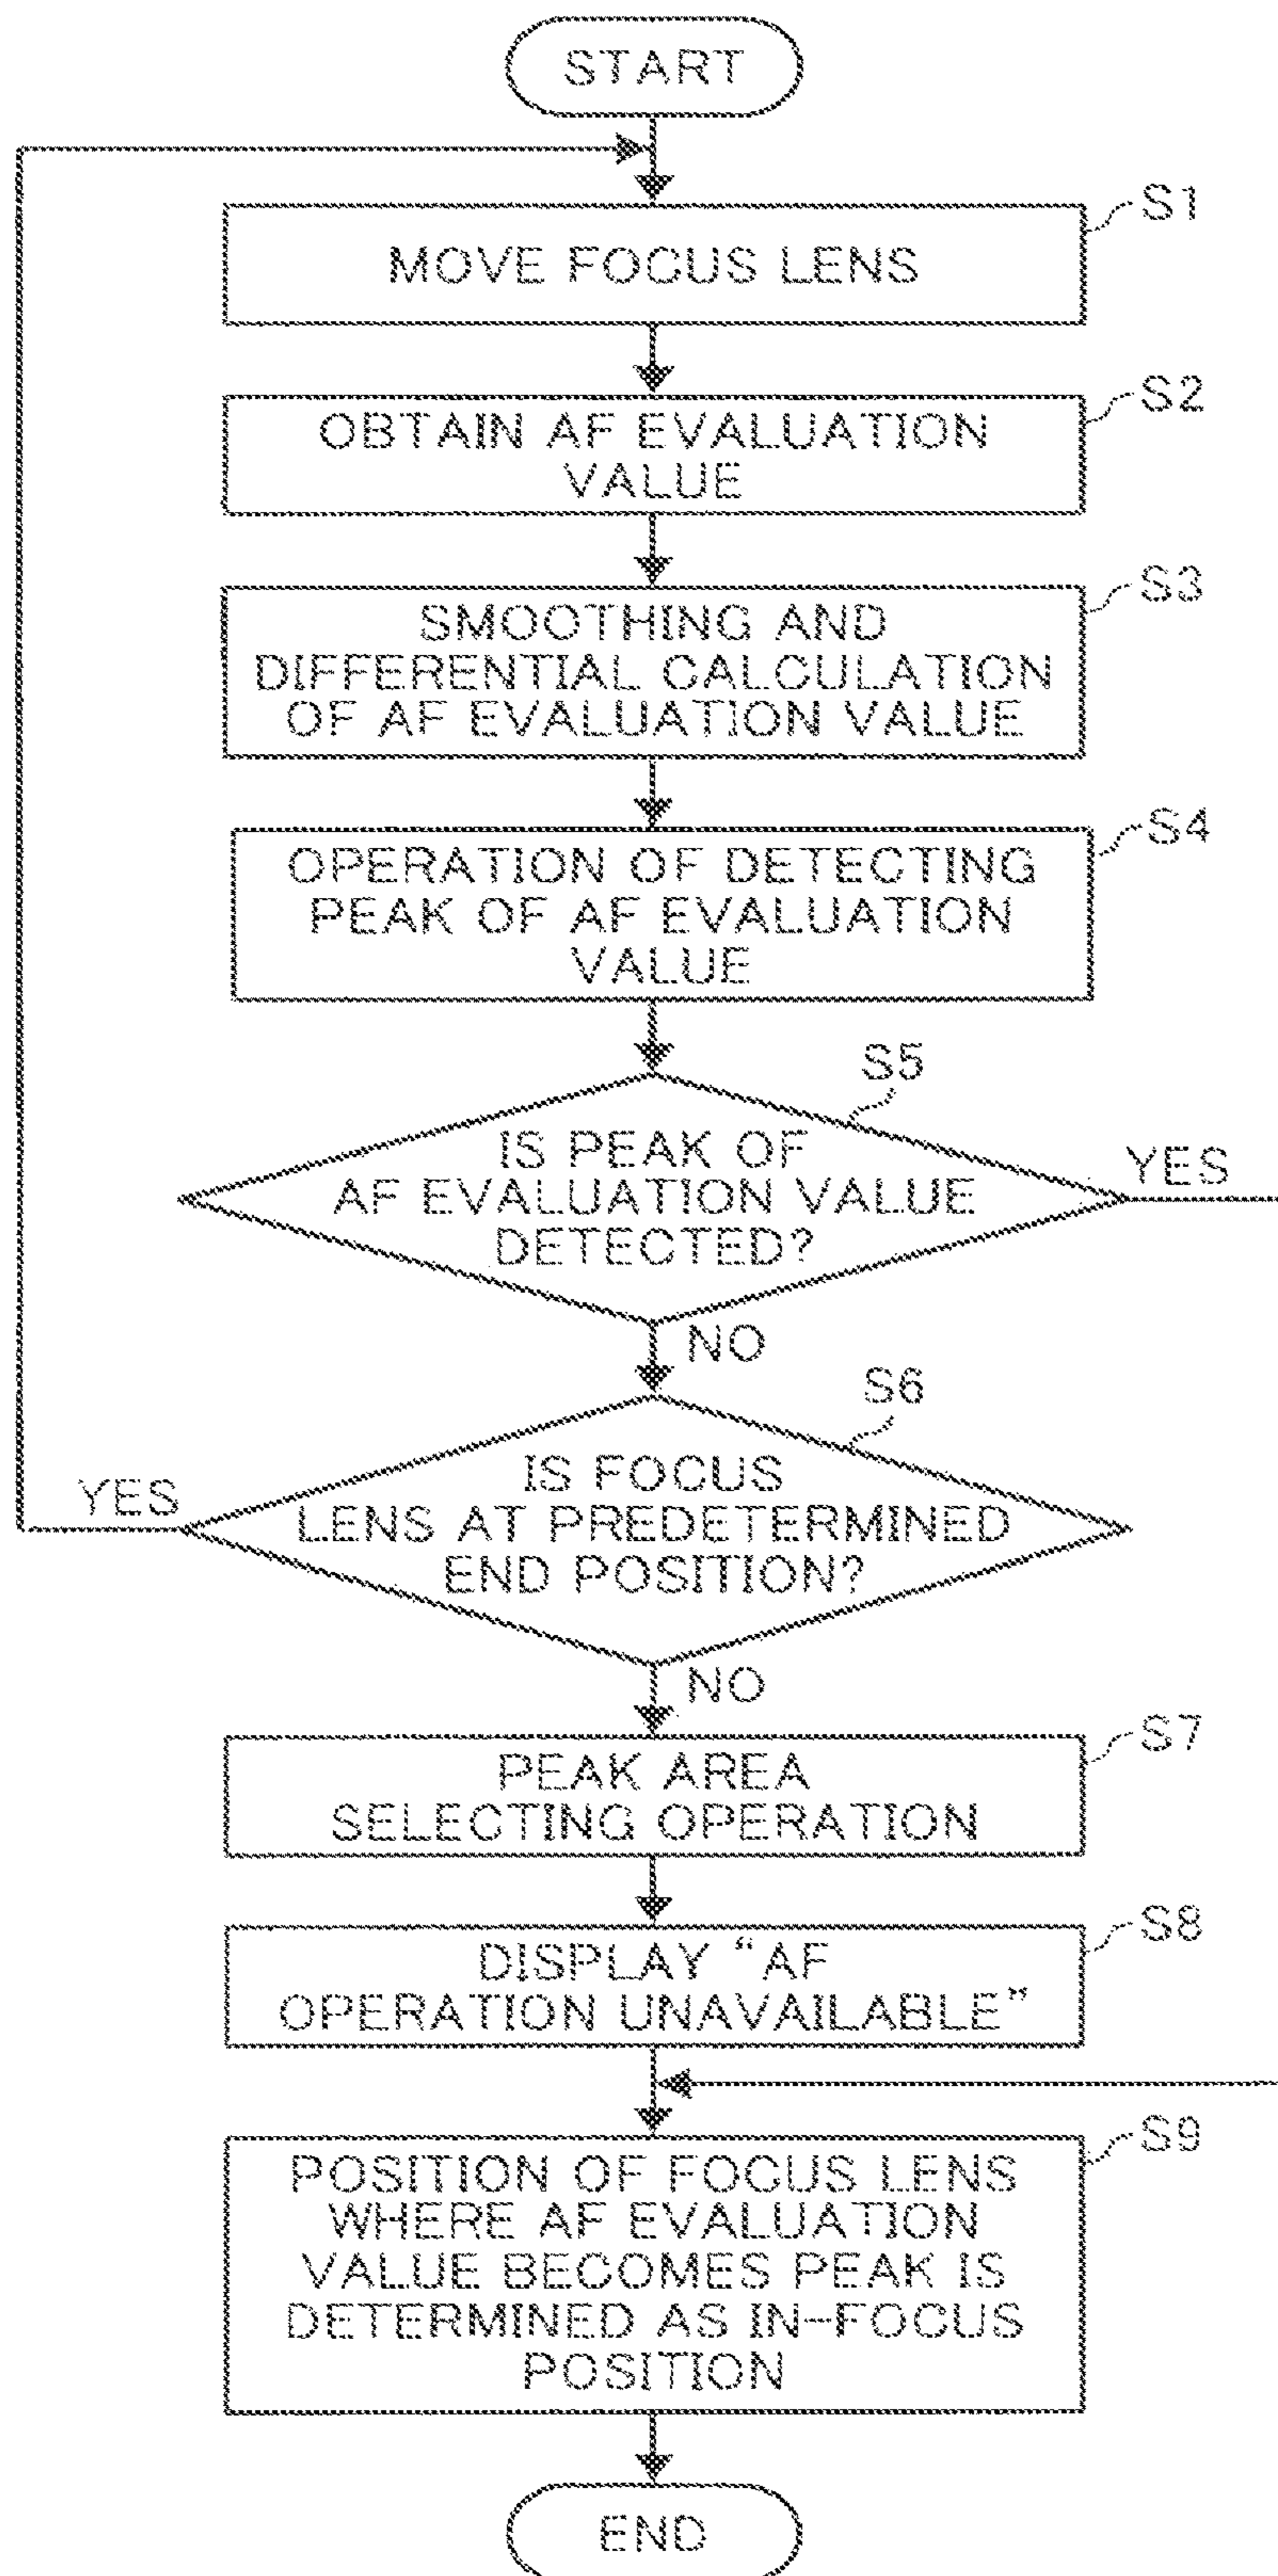 START
S1
MOVE FOCUS LENS
S2
OBTAIN AF EVALUATION
VALUE
S3
SMOOTHING AND
DIFFERENTIAL CALCULATION
OF AF EVALUATION VALUE
S4
OPERATION OF DETECTING
PEAK OF AF EVALUATION
VALUE
S5
IS PEAK OF
AF EVALUATION VALUE
DETECTED?
YES
NO
S6
IS FOCUS
LENS AT PREDETERMINED
END POSITION?
YES
NO
S7
PEAK AREA
SELECTING OPERATION
S8
DISPLAY “AF
OPERATION UNAVAILABLE”
S9
POSITION OF FOCUS LENS
WHERE AF EVALUATION
VALUE BECOMES PEAK IS
DETERMINED AS IN-FOCUS
POSITION
END